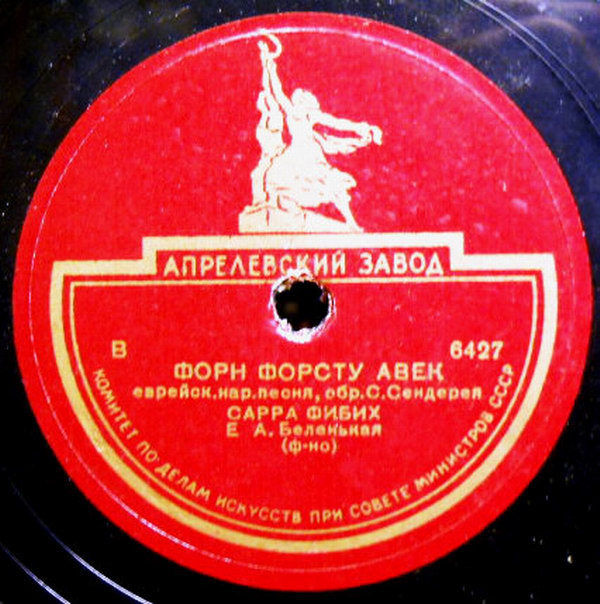 АПРЕЛЕВСКИЙ ЗАВОД
В 6427
ФОРН ФОРСТУ АВЕК
еврейск.нар.песня, обр.С.Сендерея
САРРА ФИБИХ
Е А. Беленькая
(ф-но)
КОМИТЕТ ПО ДЕЛАМ ИСКУССТВ ПРИ СОВЕТЕ МИНИСТРОВ СССР